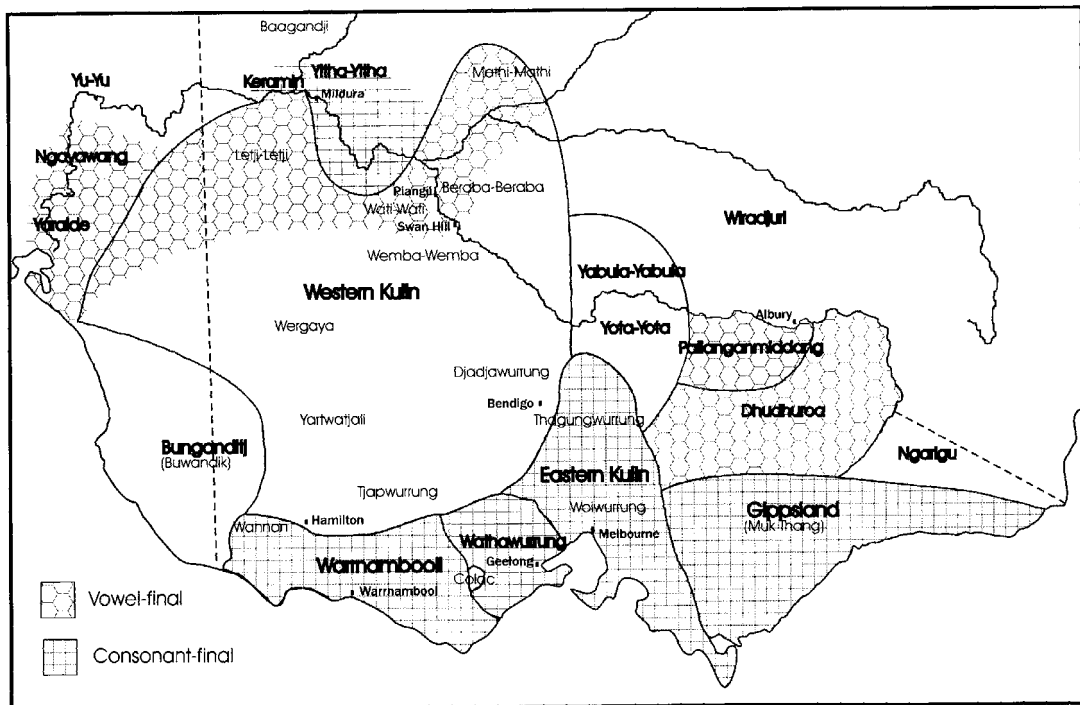 Baagandji
Yu-Yu
Keramin
Yitha-Yitha
Mathi-Mathi
Mildura
Ngayawang
Letji-Letji
Piangil
Beraba-Beraba
Yaralde
Wati-Wati
Swan Hill
Wiradjuri
Wemba-Wemba
Yabula-Yabula
Western Kulin
Albury
Wergaya
Yota-Yota
Pallanganmiddang
Djadjawurrung
Bendigo
Dhudhuroa
Yartwatjali
Thagungwurrung
Bunganditj
(Buwandik)
Ngarigu
Eastern Kulin
Tjapwurrung
Woiwurrung
Gippsland
(Muk-Thang)
Wannan
Hamilton
Wathawurrung
Melbourne
Warrnambool
Geelong
Colac
Warrnambool
Vowel-final
Consonant-final